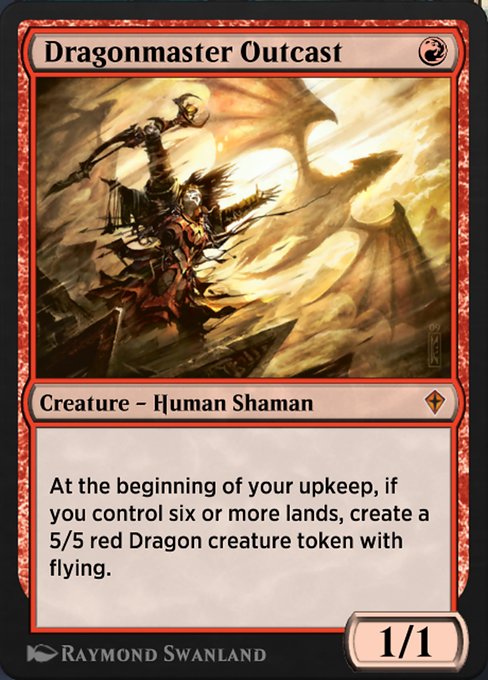 Dragonmaster Outcast
Creature – Human Shaman
At the beginning of your upkeep, if
you control six or more lands, create a
5/5 red Dragon creature token with
flying.
1/1
Raymond Swanland